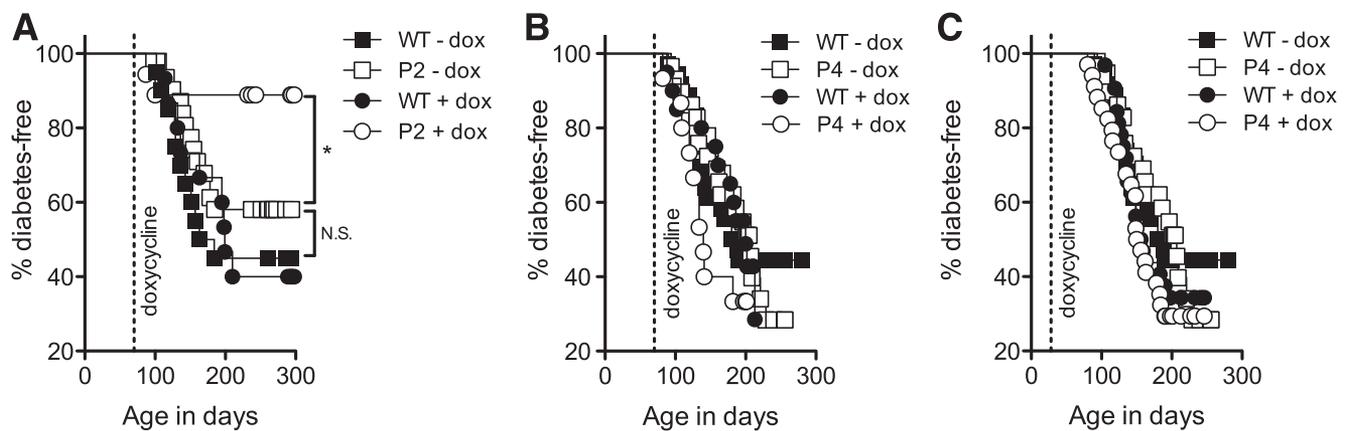 A
% diabetes-free
100
80
60
40
20
0
100
200
300
Age in days
doxycycline
WT - dox
P2 - dox
WT + dox
P2 + dox
*
N.S.
B
% diabetes-free
100
80
60
40
20
0
100
200
300
Age in days
doxycycline
WT - dox
P4 - dox
WT + dox
P4 + dox
C
% diabetes-free
100
80
60
40
20
0
100
200
300
Age in days
doxycycline
WT - dox
P4 - dox
WT + dox
P4 + dox